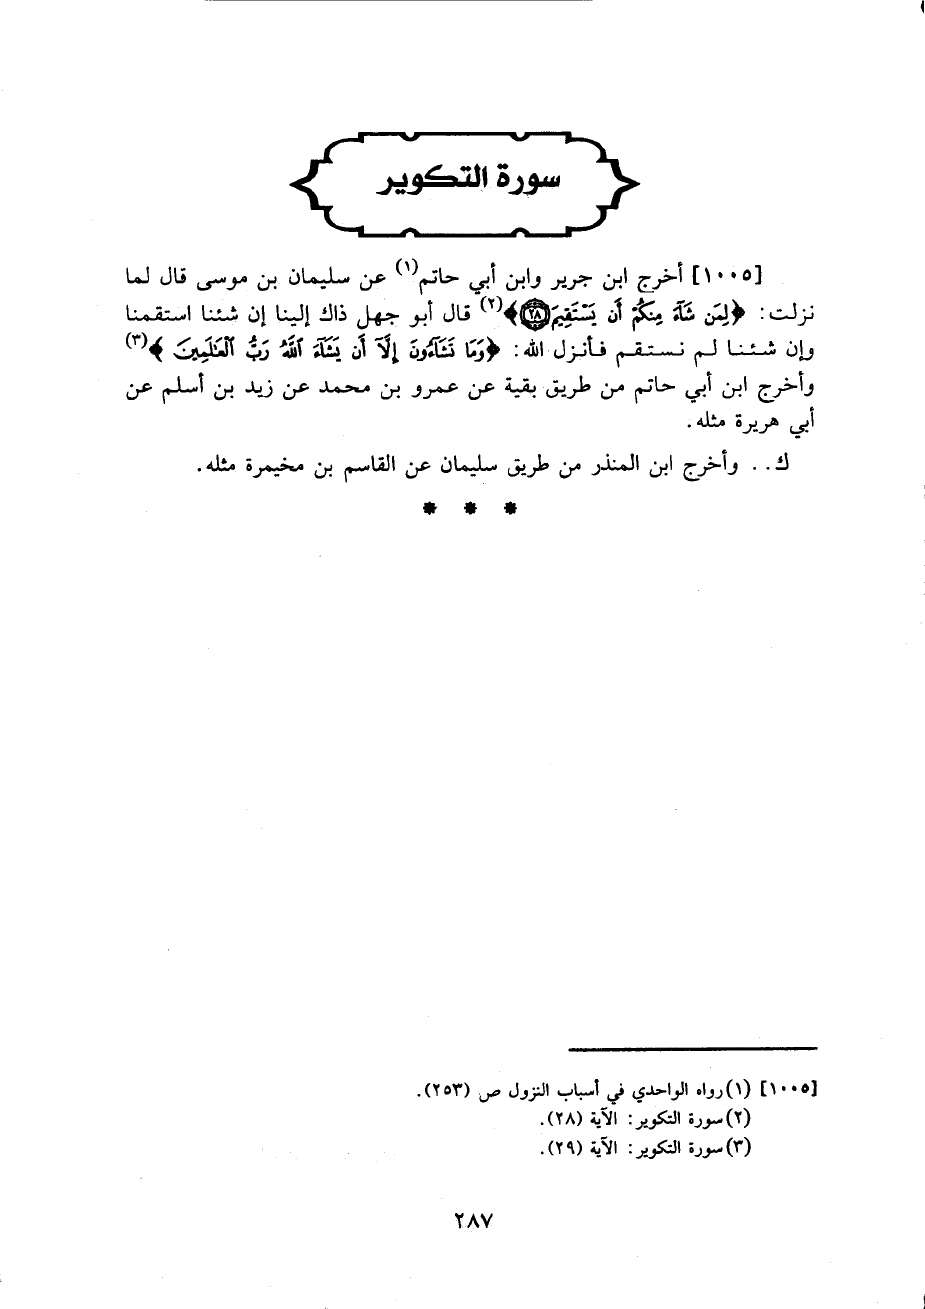 سورة التكوير
[١٠٠٥] أخرج ابن جرير وابن أبي حاتم(١) عن سليمان بن موسى قال لما
نزلت: ﴿لِمَن شَآءَ مِنكُمْ أَن يَسْتَقِيمَ ٢٨﴾(٢) قال أبو جهل ذاك إلينا إن شئنا استقمنا
وإن شئنا لم نستقم فأنزل الله: ﴿وَمَا تَشَآءُونَ إِلَّآ أَن يَشَآءَ ٱللَّهُ رَبُّ ٱلْعَٰلَمِينَ﴾(٣)
وأخرج ابن أبي حاتم من طريق بقية عن عمرو بن محمد عن زيد بن أسلم عن
أبي هريرة مثله.
ك.. وأخرج ابن المنذر من طريق سليمان عن القاسم بن مخيمرة مثله.
* * *
[١٠٠٥] (١) رواه الواحدي في أسباب النزول ص (٢٥٣).
(٢) سورة التكوير: الآية (٢٨).
(٣) سورة التكوير: الآية (٢٩).
٢٨٧